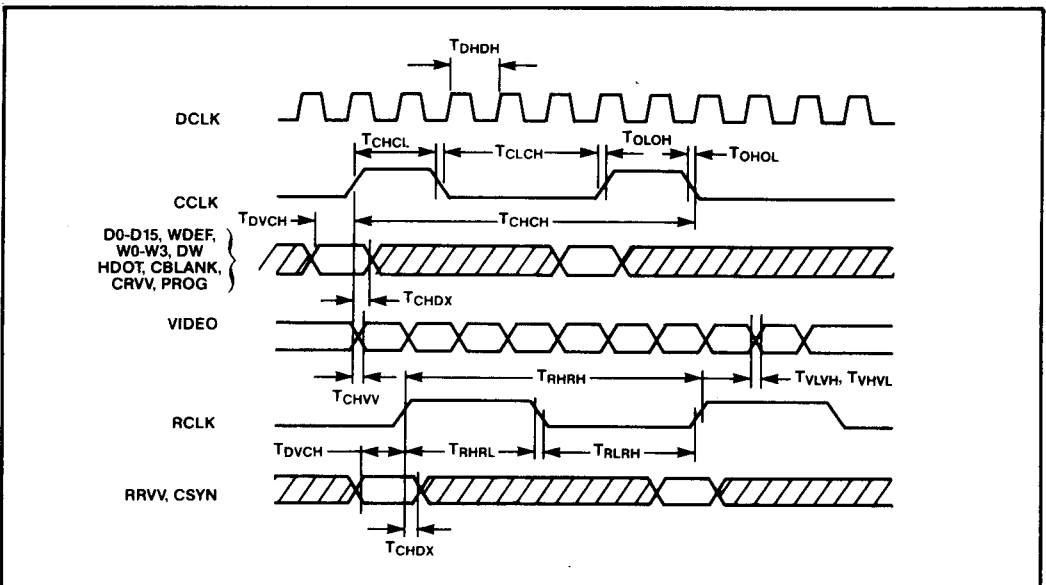 TDHDH
DCLK
TCHCL
TCLCH
TOLOH
TOHOL
CCLK
TDVCH
TCHCH
D0-D15, WDEF,
W0-W3, DW
HDOT, CBLANK,
CRVV, PROG
TCHDX
VIDEO
TCHVV
TRHRH
TVLVH, TVHVL
RCLK
TDVCH
TRHRL
TRLRH
RRVV, CSYN
TCHDX